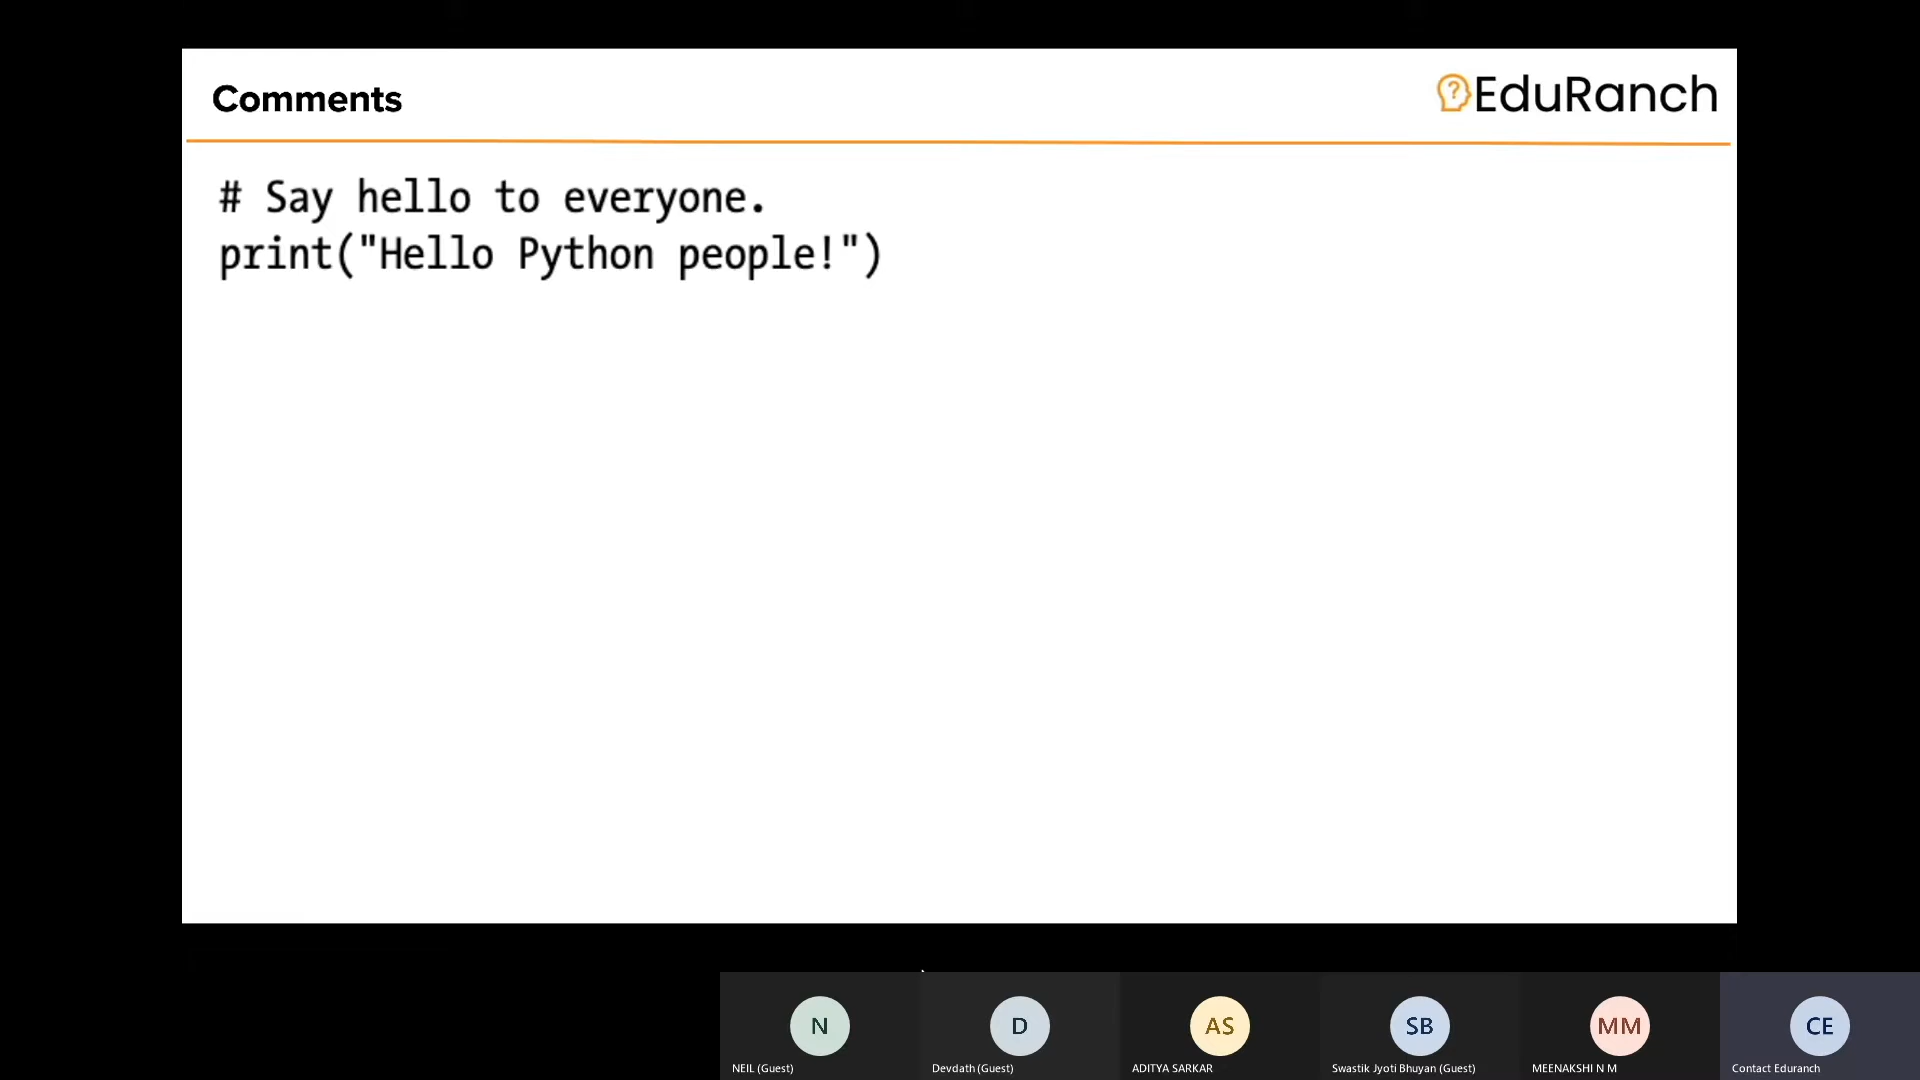 Comments
EduRanch
# Say hello to everyone.
print("Hello Python people!")
N
D
AS
SB
MM
CE
NEIL (Guest)
Devdath (Guest)
ADITYA SARKAR
Swastik Jyoti Bhuyan (Guest)
MEENAKSHI N M
Contact Eduranch